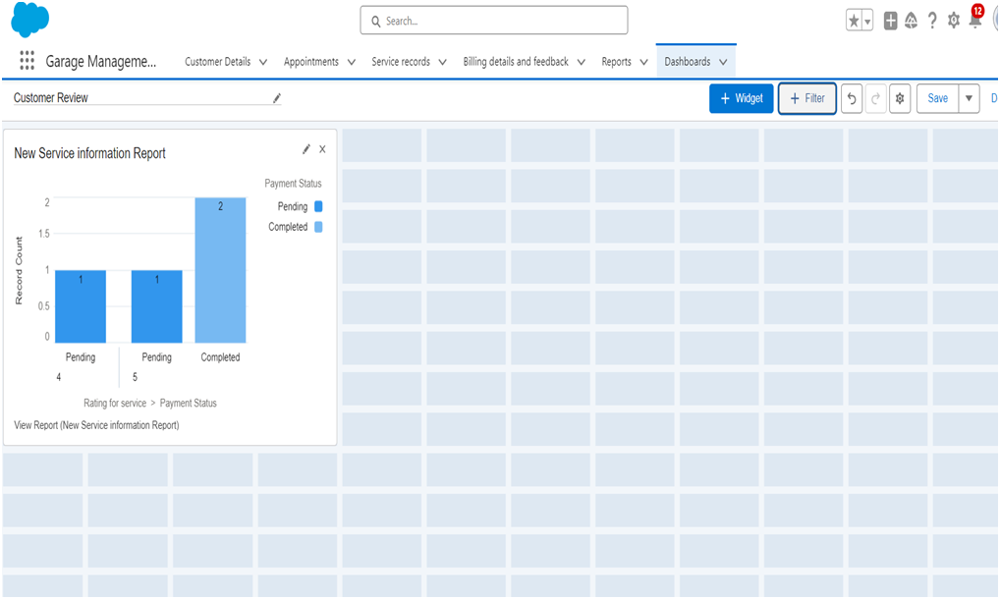 Search...
12
Garage Manageme...
Customer Details
Appointments
Service records
Billing details and feedback
Reports
Dashboards
Customer Review
+ Widget
+ Filter
Save
D
New Service information Report
X
Payment Status
Pending
Completed
Record Count
2
1.5
1
0.5
0
1
1
2
Pending
Pending
Completed
4
5
Rating for service > Payment Status
View Report (New Service information Report)